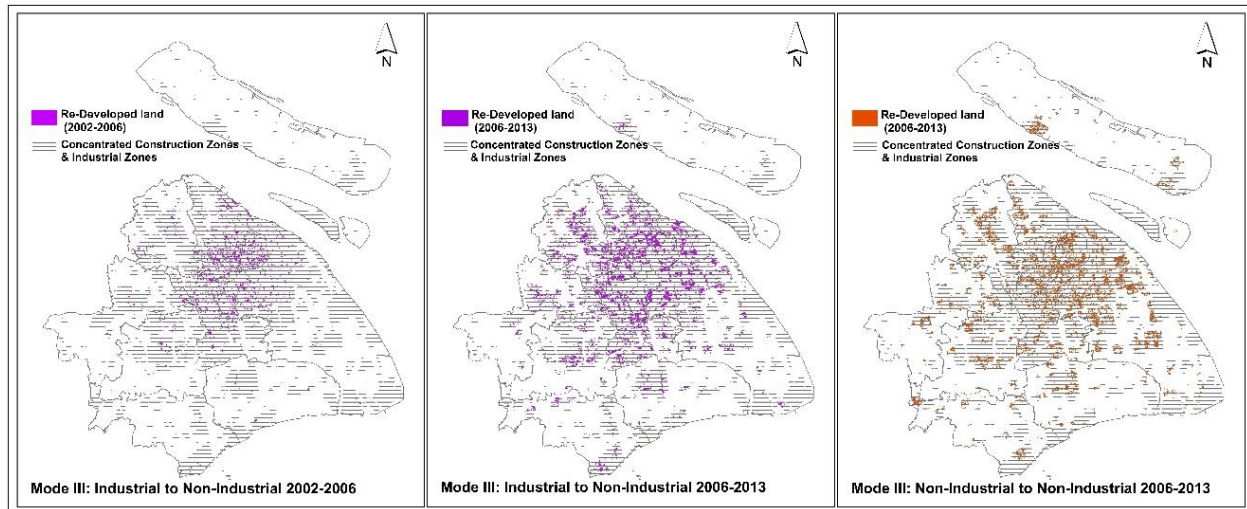 N
Re-Developed land
(2002-2006)
Concentrated Construction Zones
& Industrial Zones
Mode III: Industrial to Non-Industrial 2002-2006
N
Re-Developed land
(2006-2013)
Concentrated Construction Zones
& Industrial Zones
Mode III: Industrial to Non-Industrial 2006-2013
N
Re-Developed land
(2006-2013)
Concentrated Construction Zones
& Industrial Zones
Mode III: Non-Industrial to Non-Industrial 2006-2013